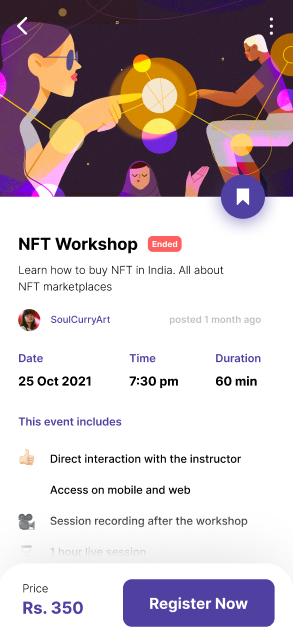 NFT Workshop Ended
Learn how to buy NFT in India. All about
NFT marketplaces
SoulCurryArt posted 1 month ago
Date Time Duration
25 Oct 2021 7:30 pm 60 min
This event includes
Direct interaction with the instructor
Access on mobile and web
Session recording after the workshop
1 hour live session
Price
Rs. 350
Register Now